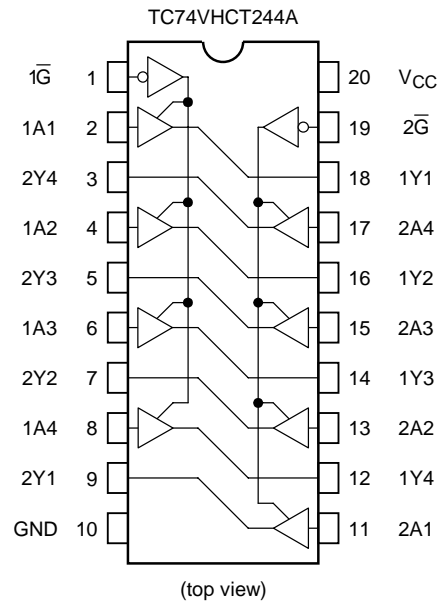 TC74VHCT244A
1G̅ 1 20 VCC
1A1 2 19 2G̅
2Y4 3 18 1Y1
1A2 4 17 2A4
2Y3 5 16 1Y2
1A3 6 15 2A3
2Y2 7 14 1Y3
1A4 8 13 2A2
2Y1 9 12 1Y4
GND 10 11 2A1
(top view)